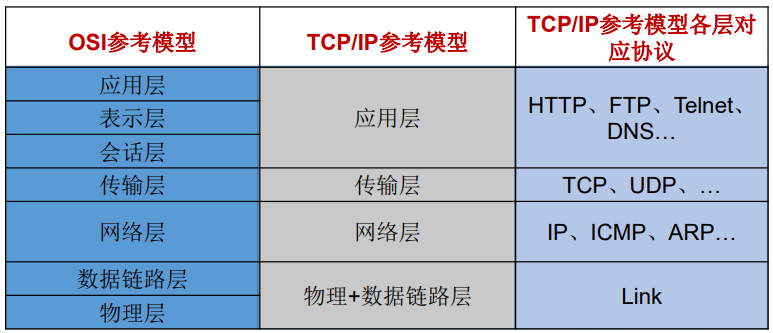 OSI参考模型
TCP/IP参考模型
TCP/IP参考模型各层对
应协议
应用层
表示层
会话层
应用层
HTTP、FTP、Telnet、
DNS…
传输层
传输层
TCP、UDP、…
网络层
网络层
IP、ICMP、ARP…
数据链路层
物理层
物理+数据链路层
Link